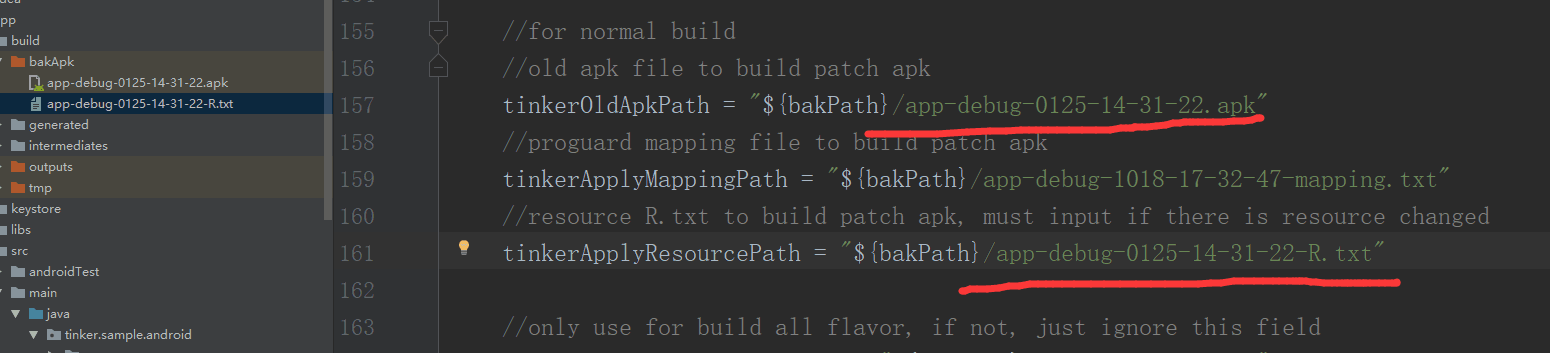 pp
build
bakApk
app-debug-0125-14-31-22.apk
app-debug-0125-14-31-22-R.txt
generated
intermediates
outputs
tmp
keystore
libs
src
androidTest
main
java
tinker.sample.android
155 //for normal build
156 //old apk file to build patch apk
157 tinkerOldApkPath = "${bakPath}/app-debug-0125-14-31-22.apk"
158 //proguard mapping file to build patch apk
159 tinkerApplyMappingPath = "${bakPath}/app-debug-1018-17-32-47-mapping.txt"
160 //resource R.txt to build patch apk, must input if there is resource changed
161 tinkerApplyResourcePath = "${bakPath}/app-debug-0125-14-31-22-R.txt"
162
163 //only use for build all flavor, if not, just ignore this field